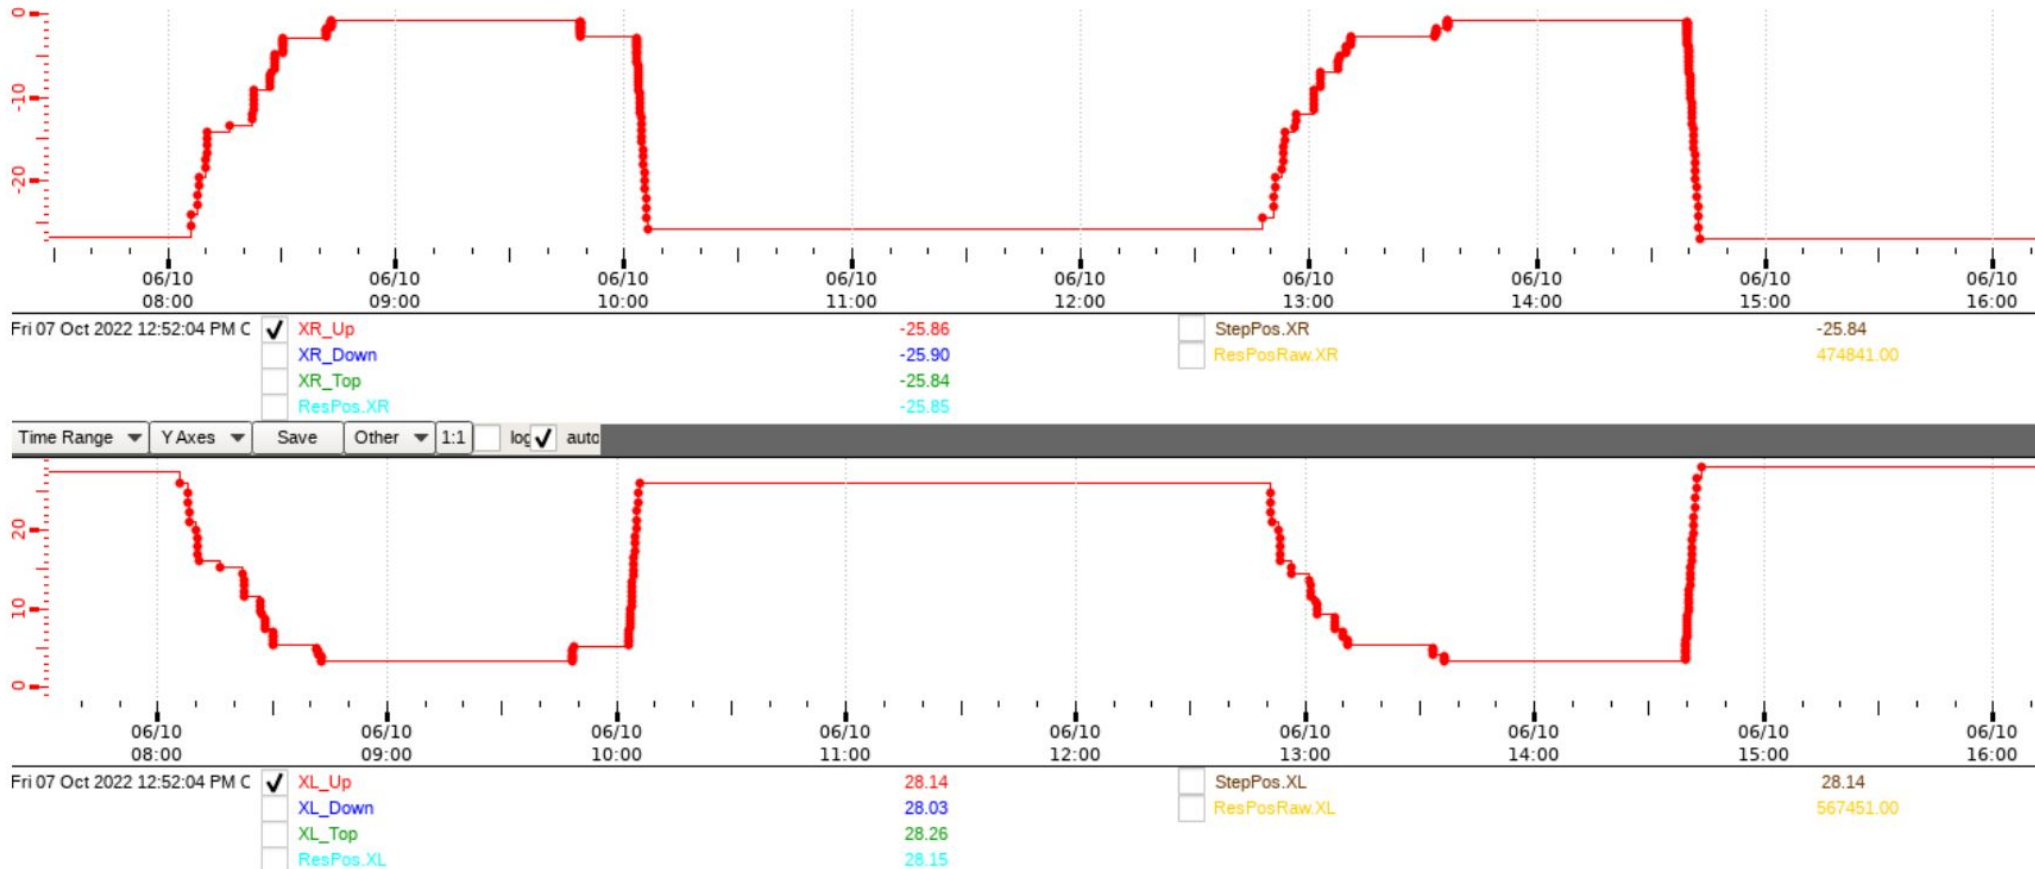 0
-10
-20
06/10 06/10 06/10 06/10 06/10 06/10 06/10 06/10 06/10
08:00 09:00 10:00 11:00 12:00 13:00 14:00 15:00 16:00
Fri 07 Oct 2022 12:52:04 PM C XR_Up -25.86 StepPos.XR -25.84
XR_Down -25.90 ResPosRaw.XR 474841.00
XR_Top -25.84
ResPos.XR -25.85
Time Range Y Axes Save Other 1:1 log auto
20
10
0
06/10 06/10 06/10 06/10 06/10 06/10 06/10 06/10 06/10
08:00 09:00 10:00 11:00 12:00 13:00 14:00 15:00 16:00
Fri 07 Oct 2022 12:52:04 PM C XL_Up 28.14 StepPos.XL 28.14
XL_Down 28.03 ResPosRaw.XL 567451.00
XL_Top 28.26
ResPos.XL 28.15